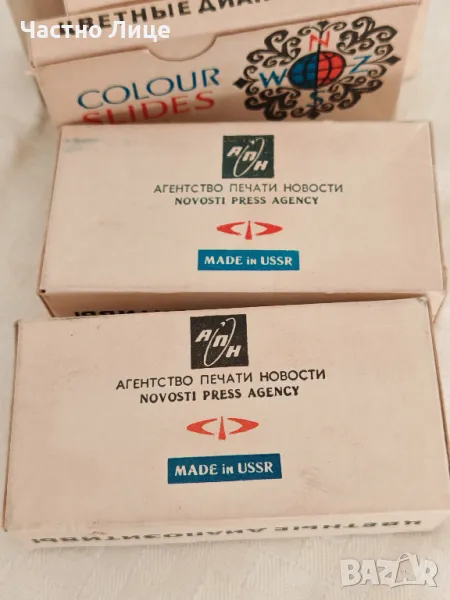 Частно Лице
ЦВЕТНЫЕ
COLOUR
SLIDES
N
W
Z
S
АПН
АГЕНТСТВО ПЕЧАТИ НОВОСТИ
NOVOSTI PRESS AGENCY
MADE in USSR
АПН
АГЕНТСТВО ПЕЧАТИ НОВОСТИ
NOVOSTI PRESS AGENCY
MADE in USSR
ЦВЕТНЫЕ ДИАПОЗИТИВЫ
BAZAR